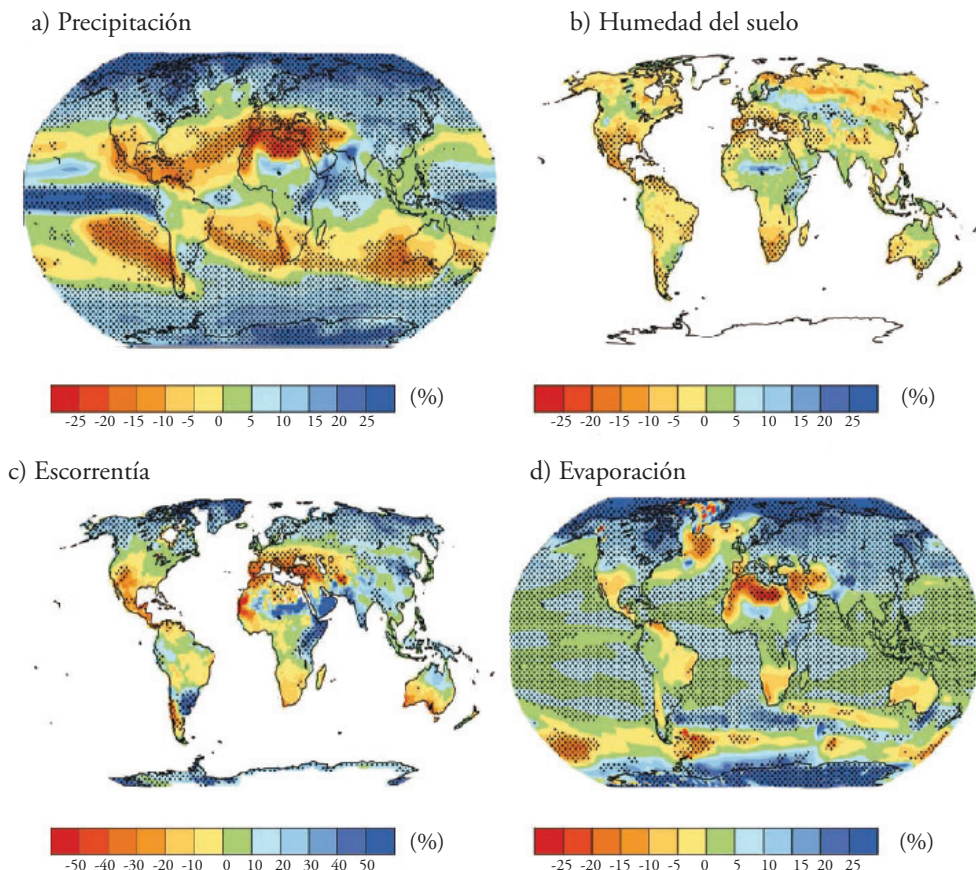 a) Precipitación
b) Humedad del suelo
-25 -20 -15 -10 -5 0 5 10 15 20 25 (%)
-25 -20 -15 -10 -5 0 5 10 15 20 25 (%)
c) Escorrentía
d) Evaporación
-50 -40 -30 -20 -10 0 10 20 30 40 50 (%)
-25 -20 -15 -10 -5 0 5 10 15 20 25 (%)